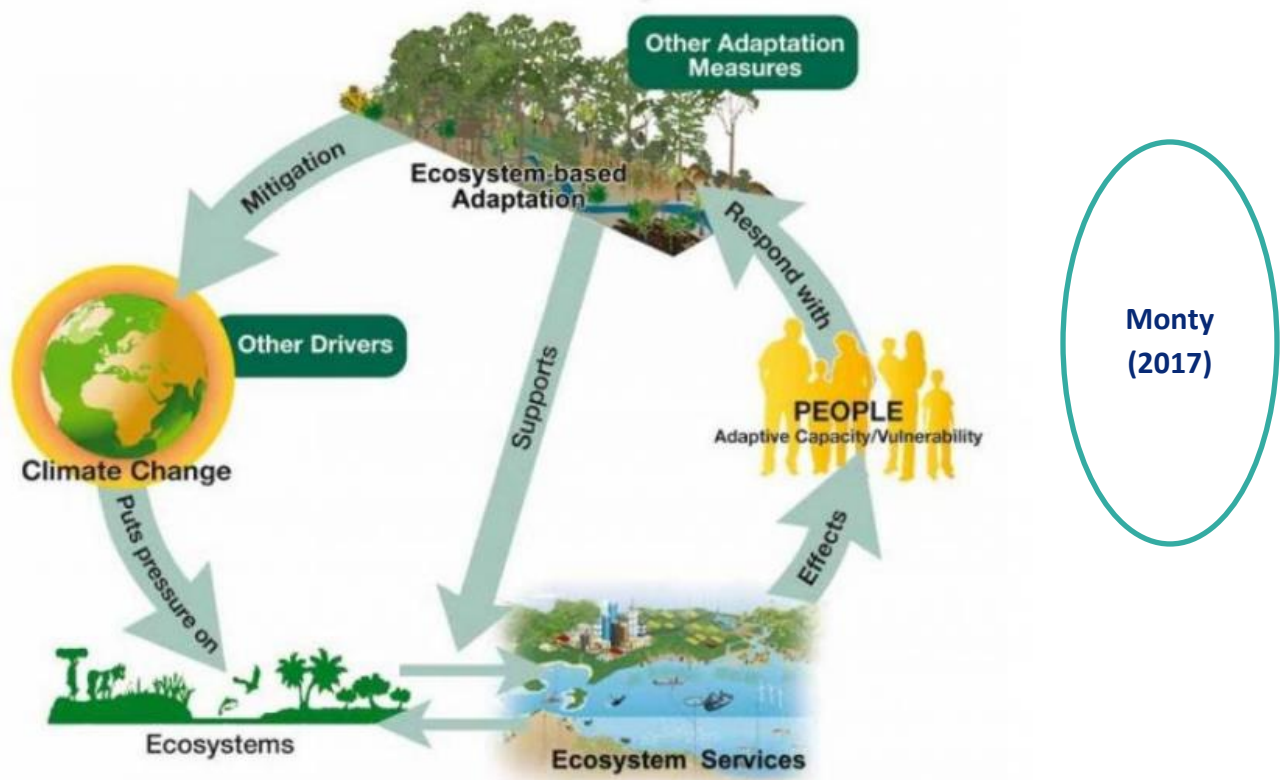 Other Adaptation
Measures
Mitigation
Ecosystem-based
Adaptation
Respond with
Other Drivers
Monty
(2017)
Supports
PEOPLE
Adaptive Capacity/Vulnerability
Climate Change
Puts pressure on
Effects
Ecosystems
Ecosystem Services